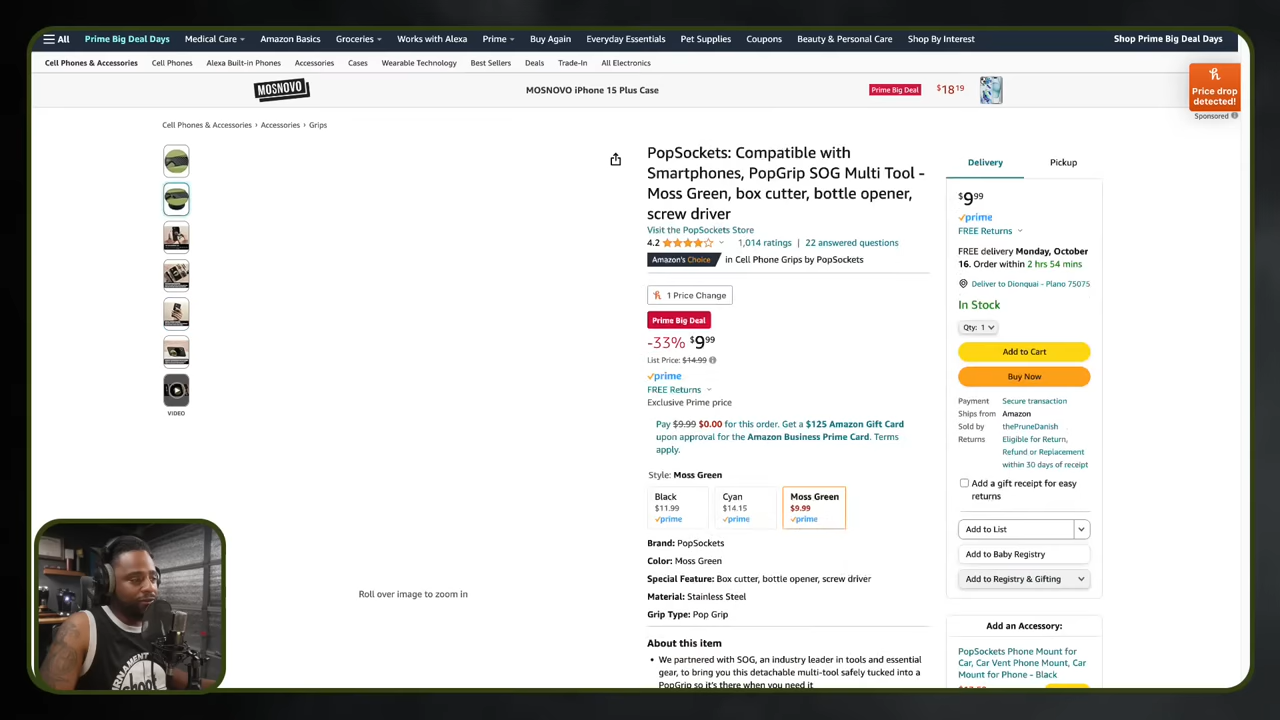 All
Prime Big Deal Days
Medical Care
Amazon Basics
Groceries
Works with Alexa
Prime
Buy Again
Everyday Essentials
Pet Supplies
Coupons
Beauty & Personal Care
Shop By Interest
Shop Prime Big Deal Days
Cell Phones & Accessories
Cell Phones
Alexa Built-in Phones
Accessories
Cases
Wearable Technology
Best Sellers
Deals
Trade-In
All Electronics
MOSNOVO
MOSNOVO iPhone 15 Plus Case
Prime Big Deal
$18 19
Price drop
detected!
Sponsored
Cell Phones & Accessories › Accessories › Grips
VIDEO
Roll over image to zoom in
PopSockets: Compatible with
Smartphones, PopGrip SOG Multi Tool -
Moss Green, box cutter, bottle opener,
screw driver
Visit the PopSockets Store
4.2 1,014 ratings | 22 answered questions
Amazon's Choice in Cell Phone Grips by PopSockets
1 Price Change
Prime Big Deal
-33% $9 99
List Price: $14.99
prime
FREE Returns
Exclusive Prime price
Pay $9.99 $0.00 for this order. Get a $125 Amazon Gift Card
upon approval for the Amazon Business Prime Card. Terms
apply.
Style: Moss Green
Black
$11.99
prime
Cyan
$14.15
prime
Moss Green
$9.99
prime
Brand: PopSockets
Color: Moss Green
Special Feature: Box cutter, bottle opener, screw driver
Material: Stainless Steel
Grip Type: Pop Grip
About this item
• We partnered with SOG, an industry leader in tools and essential
gear, to bring you this detachable multi-tool safely tucked into a
PopGrip so it's there when you need it
Delivery
Pickup
$9 99
prime
FREE Returns
FREE delivery Monday, October
16. Order within 2 hrs 54 mins
Deliver to Dionquai - Plano 75075
In Stock
Qty: 1
Add to Cart
Buy Now
Payment Secure transaction
Ships from Amazon
Sold by thePruneDanish
Returns Eligible for Return,
Refund or Replacement
within 30 days of receipt
Add a gift receipt for easy
returns
Add to List
Add to Baby Registry
Add to Registry & Gifting
Add an Accessory:
PopSockets Phone Mount for
Car, Car Vent Phone Mount, Car
Mount for Phone - Black